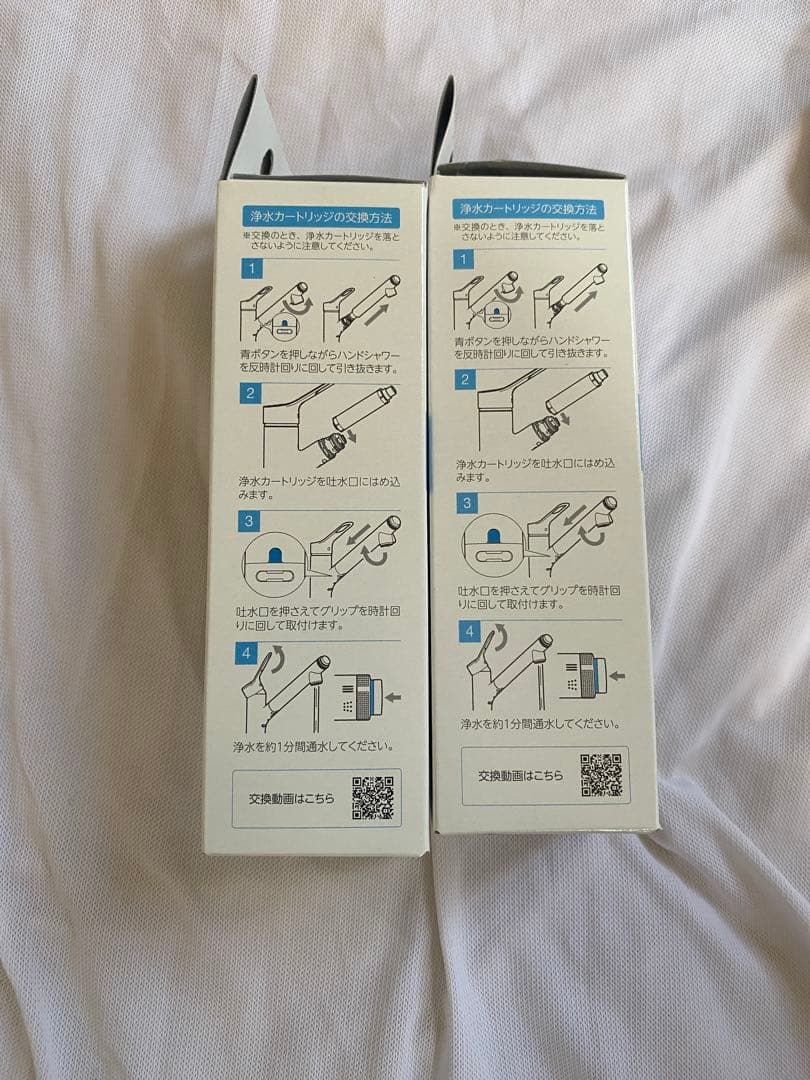 浄水カートリッジの交換方法
※交換のとき、浄水カートリッジを落と
さないように注意してください。
1
青ボタンを押しながらハンドシャワー
を反時計回りに回して引き抜きます。
2
浄水カートリッジを吐水口にはめ込
みます。
3
吐水口を押さえてグリップを時計回
りに回して取付けます。
4
浄水を約1分間通水してください。
交換動画はこちら
浄水カートリッジの交換方法
※交換のとき、浄水カートリッジを落と
さないように注意してください。
1
青ボタンを押しながらハンドシャワー
を反時計回りに回して引き抜きます。
2
浄水カートリッジを吐水口にはめ込
みます。
3
吐水口を押さえてグリップを時計回
りに回して取付けます。
4
浄水を約1分間通水してください。
交換動画はこちら